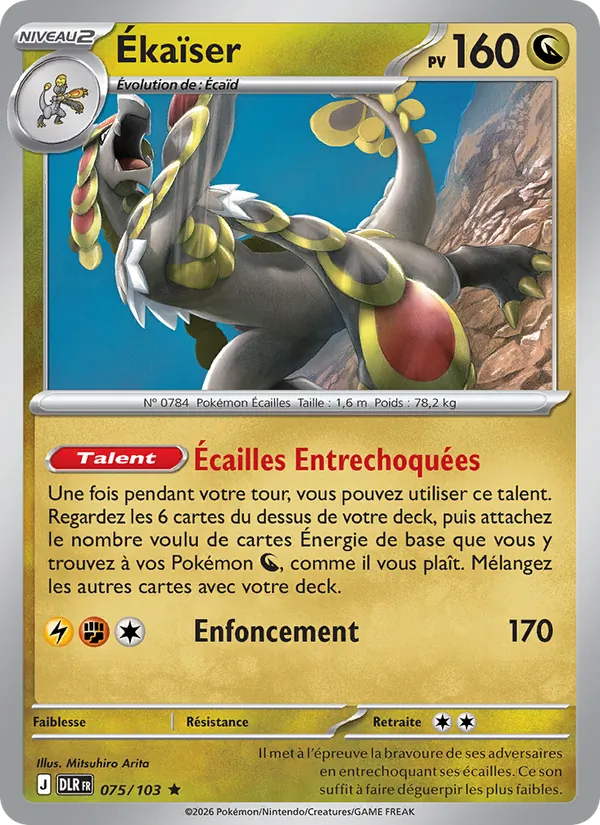 NIVEAU2
Ékaïser
PV 160
Évolution de : Écaïd
N° 0784 Pokémon Écailles Taille : 1,6 m Poids : 78,2 kg
Talent Écailles Entrechoquées
Une fois pendant votre tour, vous pouvez utiliser ce talent.
Regardez les 6 cartes du dessus de votre deck, puis attachez
le nombre voulu de cartes Énergie de base que vous y
trouvez à vos Pokémon , comme il vous plaît. Mélangez
les autres cartes avec votre deck.
Enfoncement 170
Faiblesse Résistance Retraite
Illus. Mitsuhiro Arita
Il met à l'épreuve la bravoure de ses adversaires
en entrechoquant ses écailles. Ce son
suffit à faire déguerpir les plus faibles.
J DLR FR 075/103 ★
©2026 Pokémon/Nintendo/Creatures/GAME FREAK